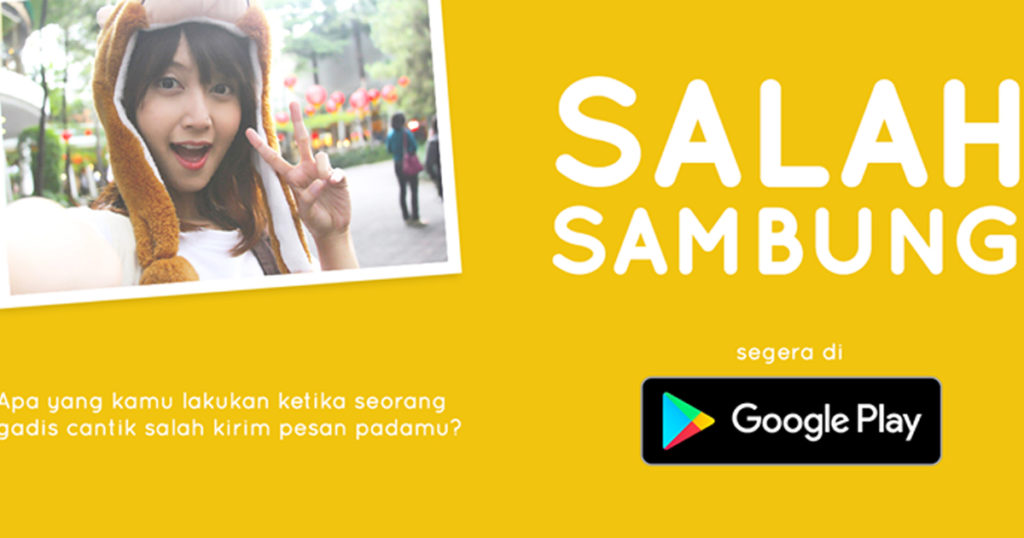 SALAH
SAMBUNG
segera di
Google Play
Apa yang kamu lakukan ketika seorang
gadis cantik salah kirim pesan padamu?